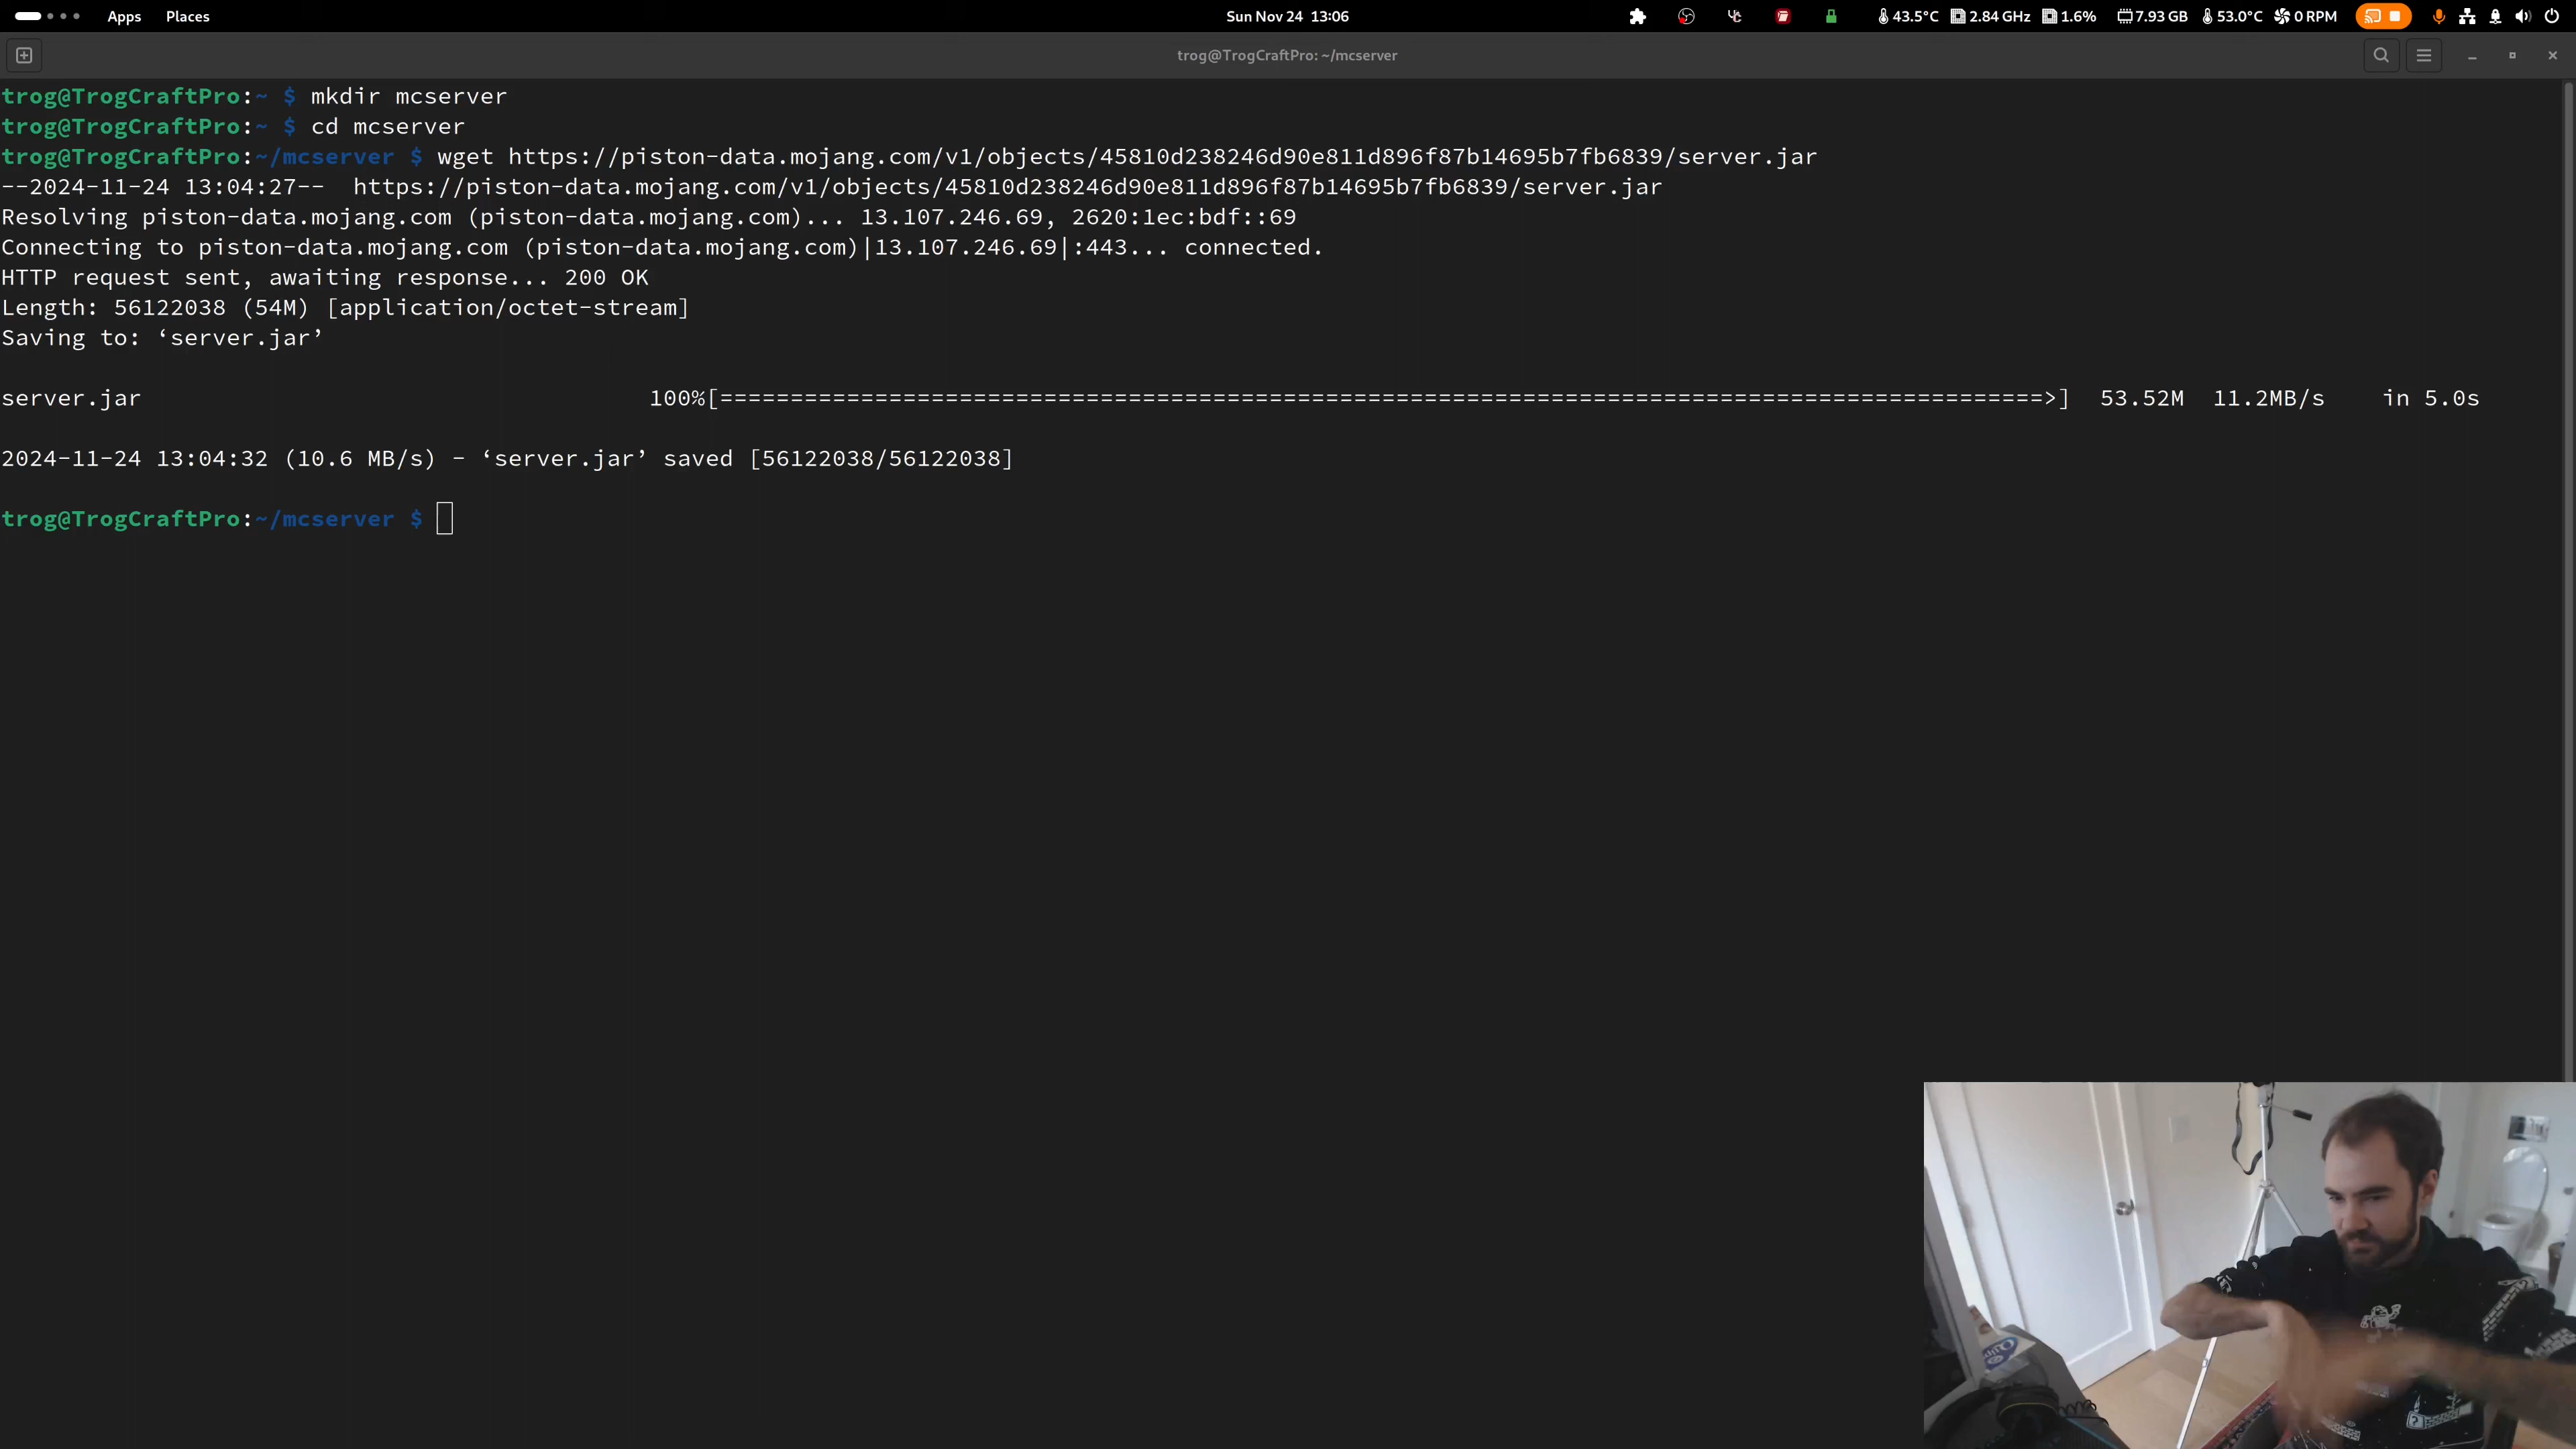 Apps Places Sun Nov 24 13:06 43.5°C 2.84 GHz 1.6% 7.93 GB 53.0°C 0 RPM
trog@TrogCraftPro: ~/mcserver
trog@TrogCraftPro:~ $ mkdir mcserver
trog@TrogCraftPro:~ $ cd mcserver
trog@TrogCraftPro:~/mcserver $ wget https://piston-data.mojang.com/v1/objects/45810d238246d90e811d896f87b14695b7fb6839/server.jar
--2024-11-24 13:04:27--  https://piston-data.mojang.com/v1/objects/45810d238246d90e811d896f87b14695b7fb6839/server.jar
Resolving piston-data.mojang.com (piston-data.mojang.com)... 13.107.246.69, 2620:1ec:bdf::69
Connecting to piston-data.mojang.com (piston-data.mojang.com)|13.107.246.69|:443... connected.
HTTP request sent, awaiting response... 200 OK
Length: 56122038 (54M) [application/octet-stream]
Saving to: ‘server.jar’
server.jar 100%[==============================================================================================>] 53.52M 11.2MB/s in 5.0s
2024-11-24 13:04:32 (10.6 MB/s) - ‘server.jar’ saved [56122038/56122038]
trog@TrogCraftPro:~/mcserver $